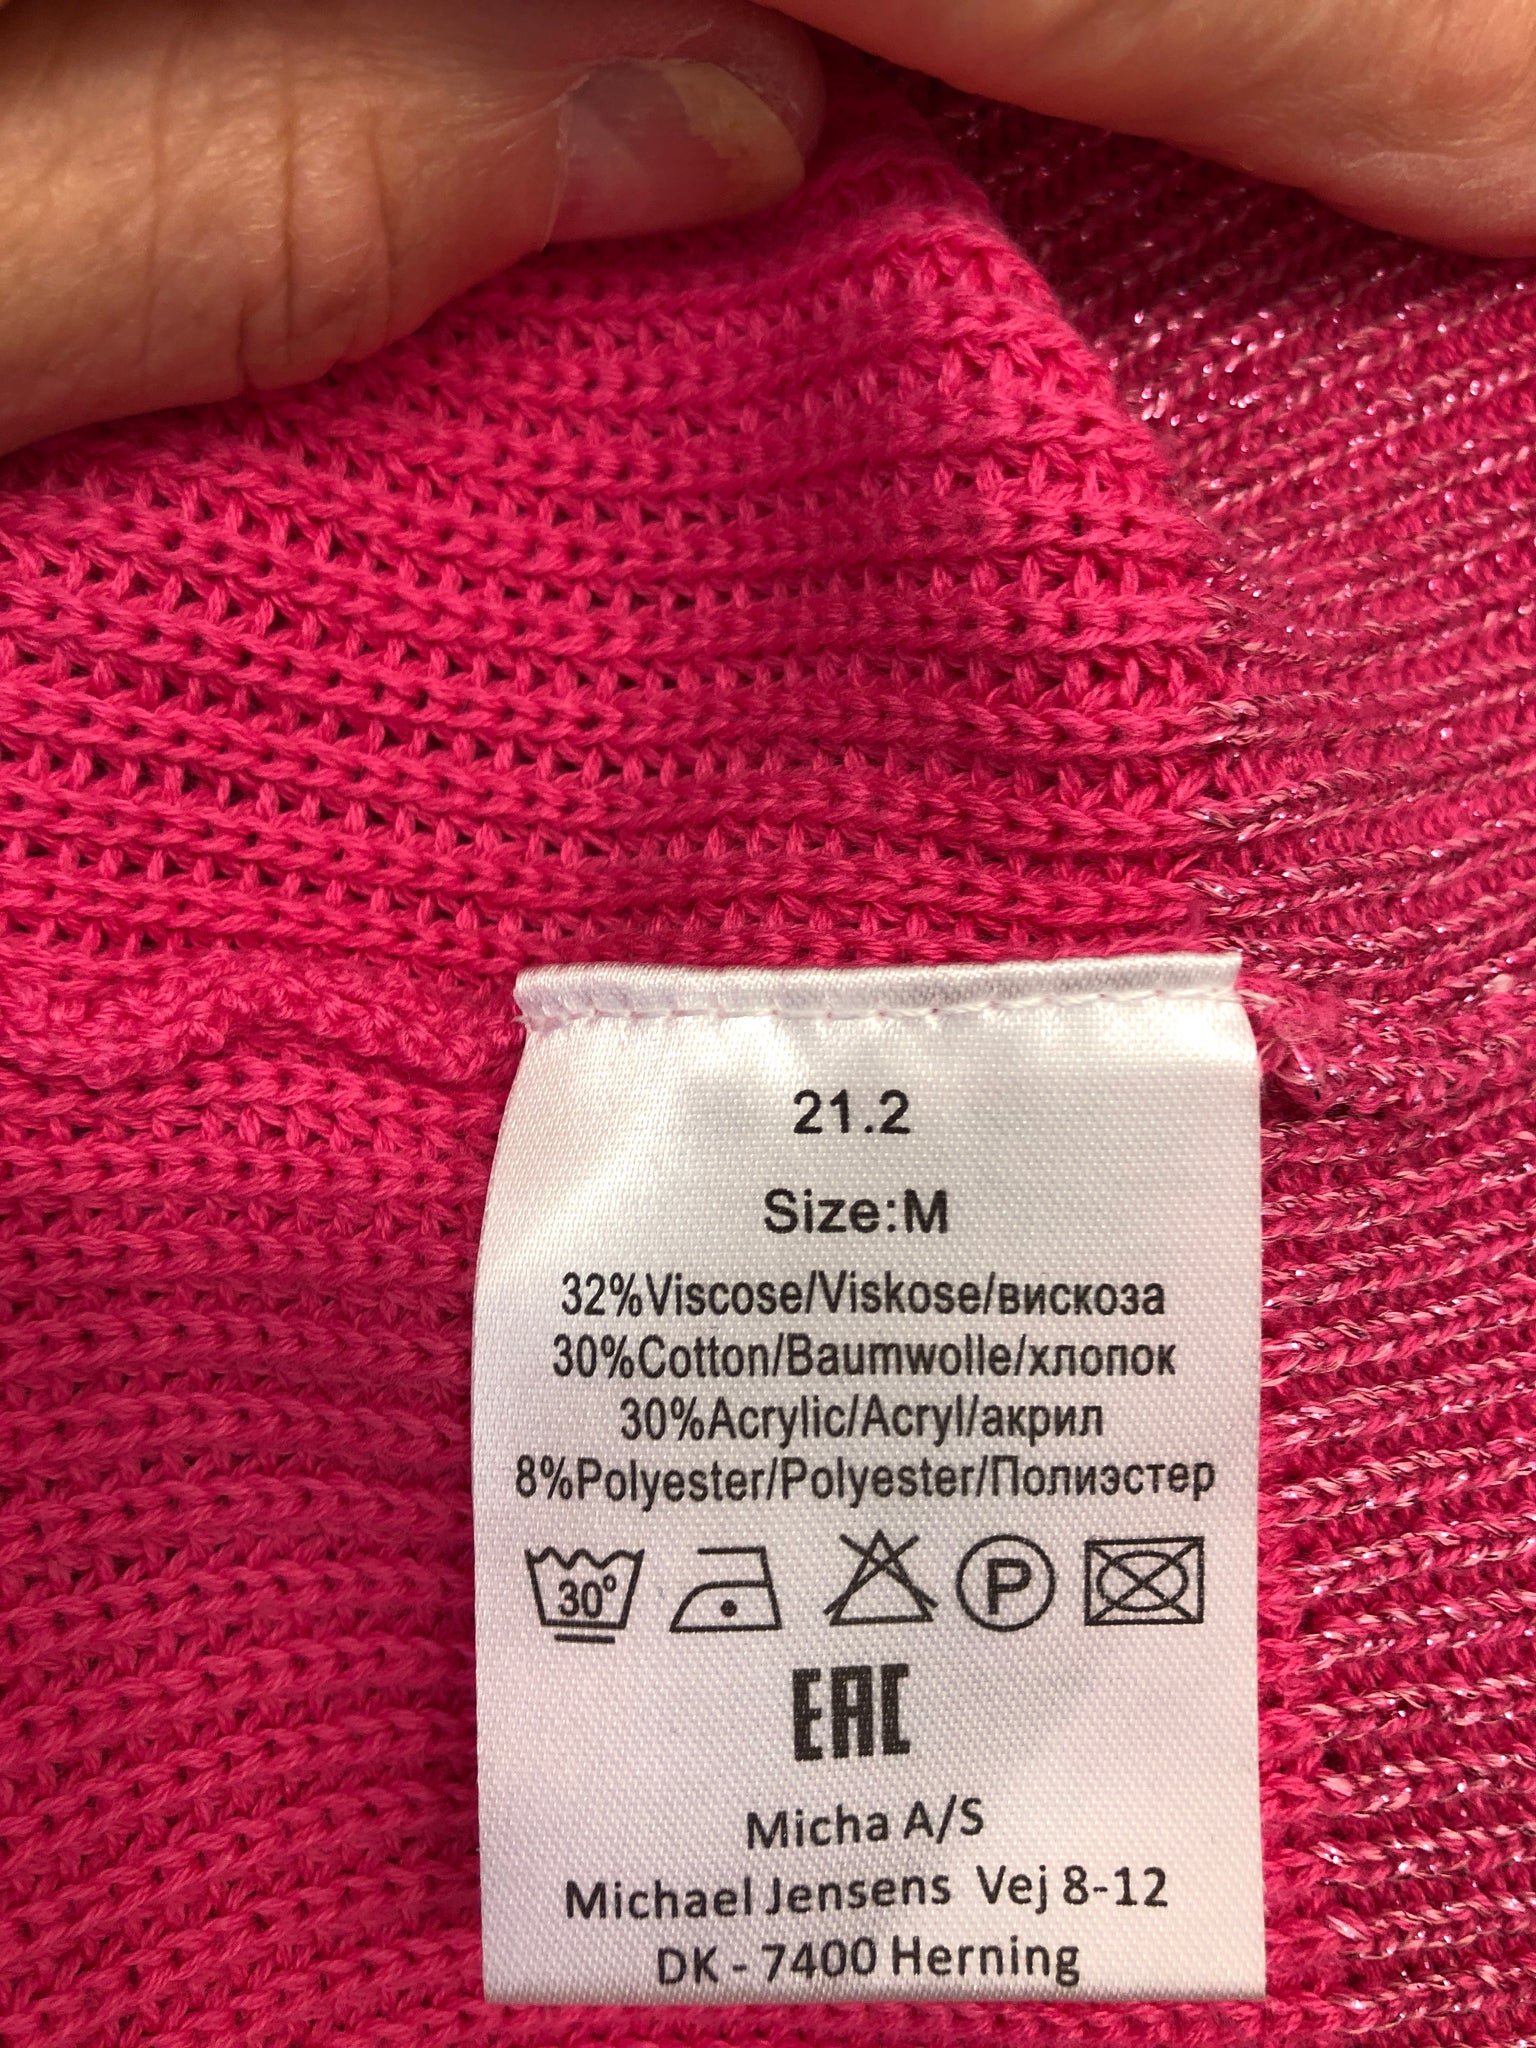 21.2
Size:M
32%Viscose/Viskose/вискоза
30%Cotton/Baumwolle/хлопок
30%Acrylic/Acryl/акрил
8%Polyester/Polyester/Полиэстер
30° P
EAC
Micha A/S
Michael Jensens Vej 8-12
DK - 7400 Herning